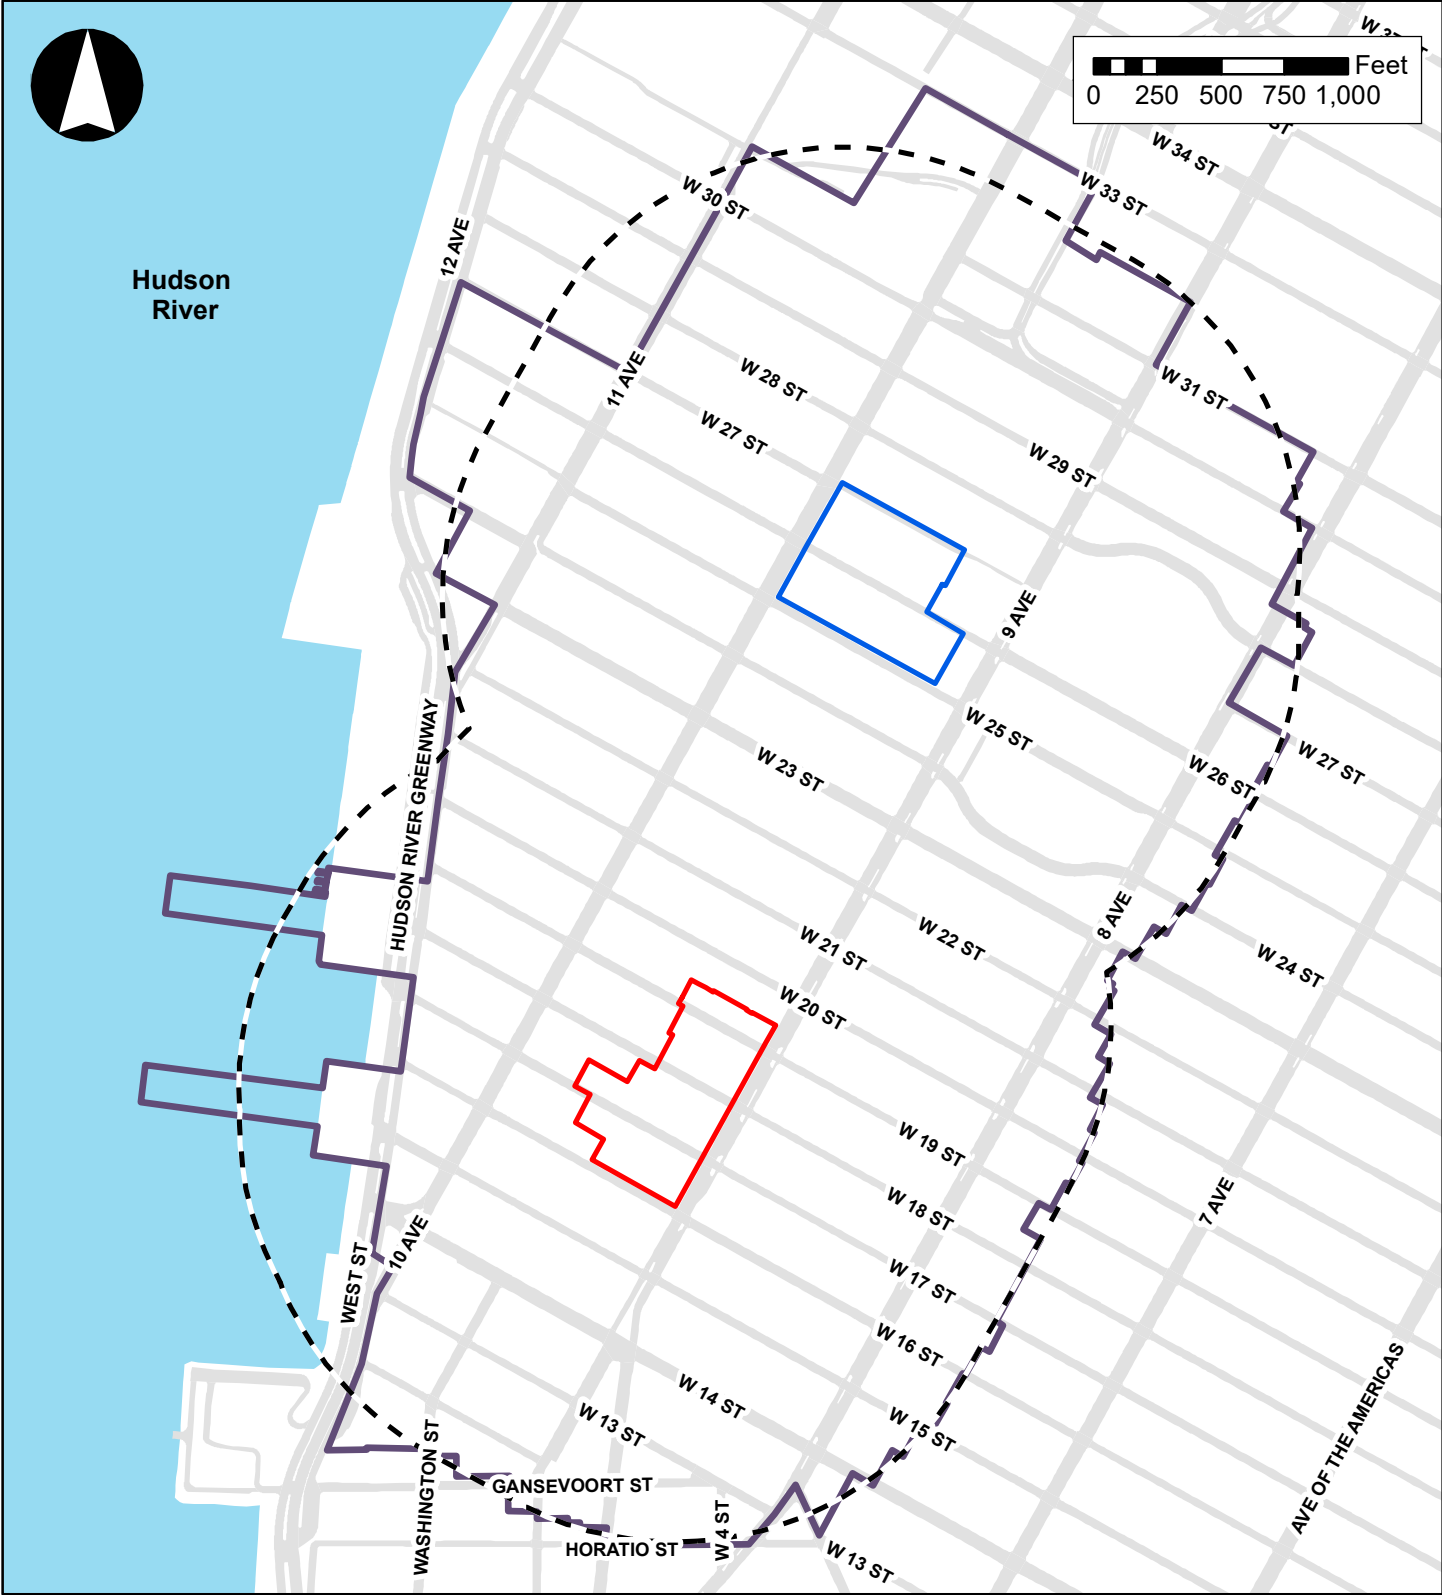 W 37 ST
Feet
0 250 500 750 1,000
ST
W 34 ST
W 33 ST
W 30 ST
12 AVE
Hudson
River
11 AVE
W 28 ST
W 31 ST
W 27 ST
W 29 ST
9 AVE
W 25 ST
W 23 ST
W 26 ST
W 27 ST
HUDSON RIVER GREENWAY
8 AVE
W 22 ST
W 21 ST
W 24 ST
W 20 ST
W 19 ST
W 18 ST
7 AVE
10 AVE
WEST ST
W 17 ST
W 16 ST
W 14 ST
W 13 ST
W 15 ST
AVE OF THE AMERICAS
WASHINGTON ST
GANSEVOORT ST
W 4 ST
HORATIO ST
W 13 ST